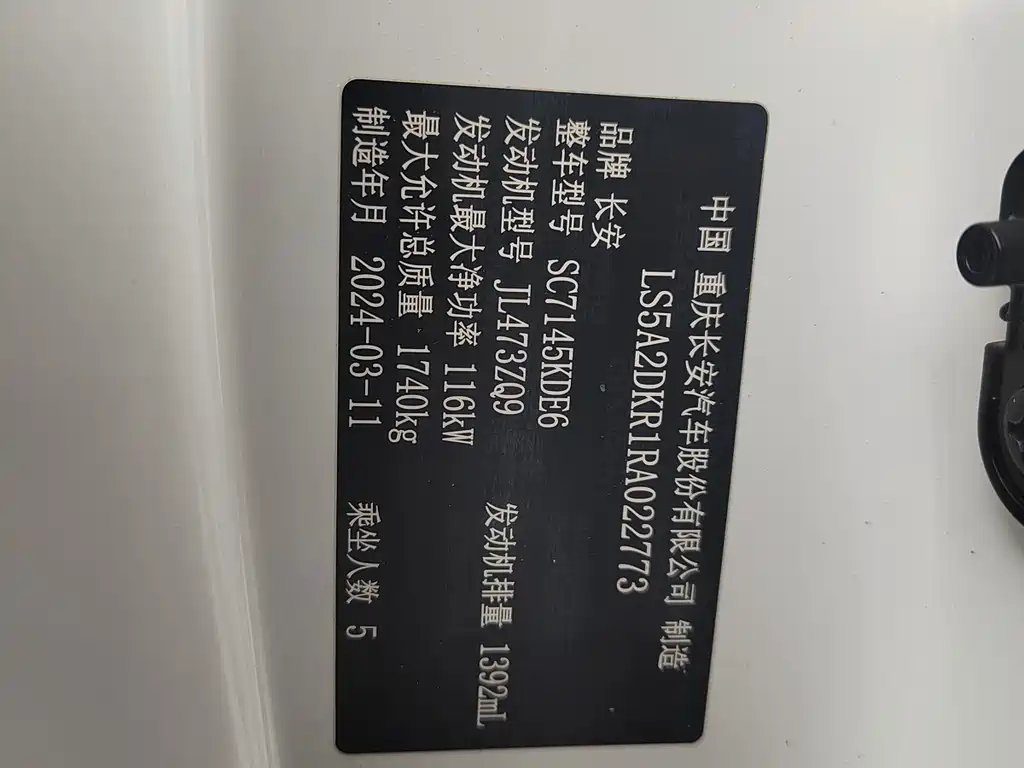 中国 重庆长安汽车股份有限公司 制造
LS5A2DKR1RA022773
品牌 长安
整车型号 SC7145KDE6
发动机型号 JL473ZQ9 发动机排量 1392mL
发动机最大净功率 116kW
最大允许总质量 1740kg
制造年月 2024-03-11 乘坐人数 5